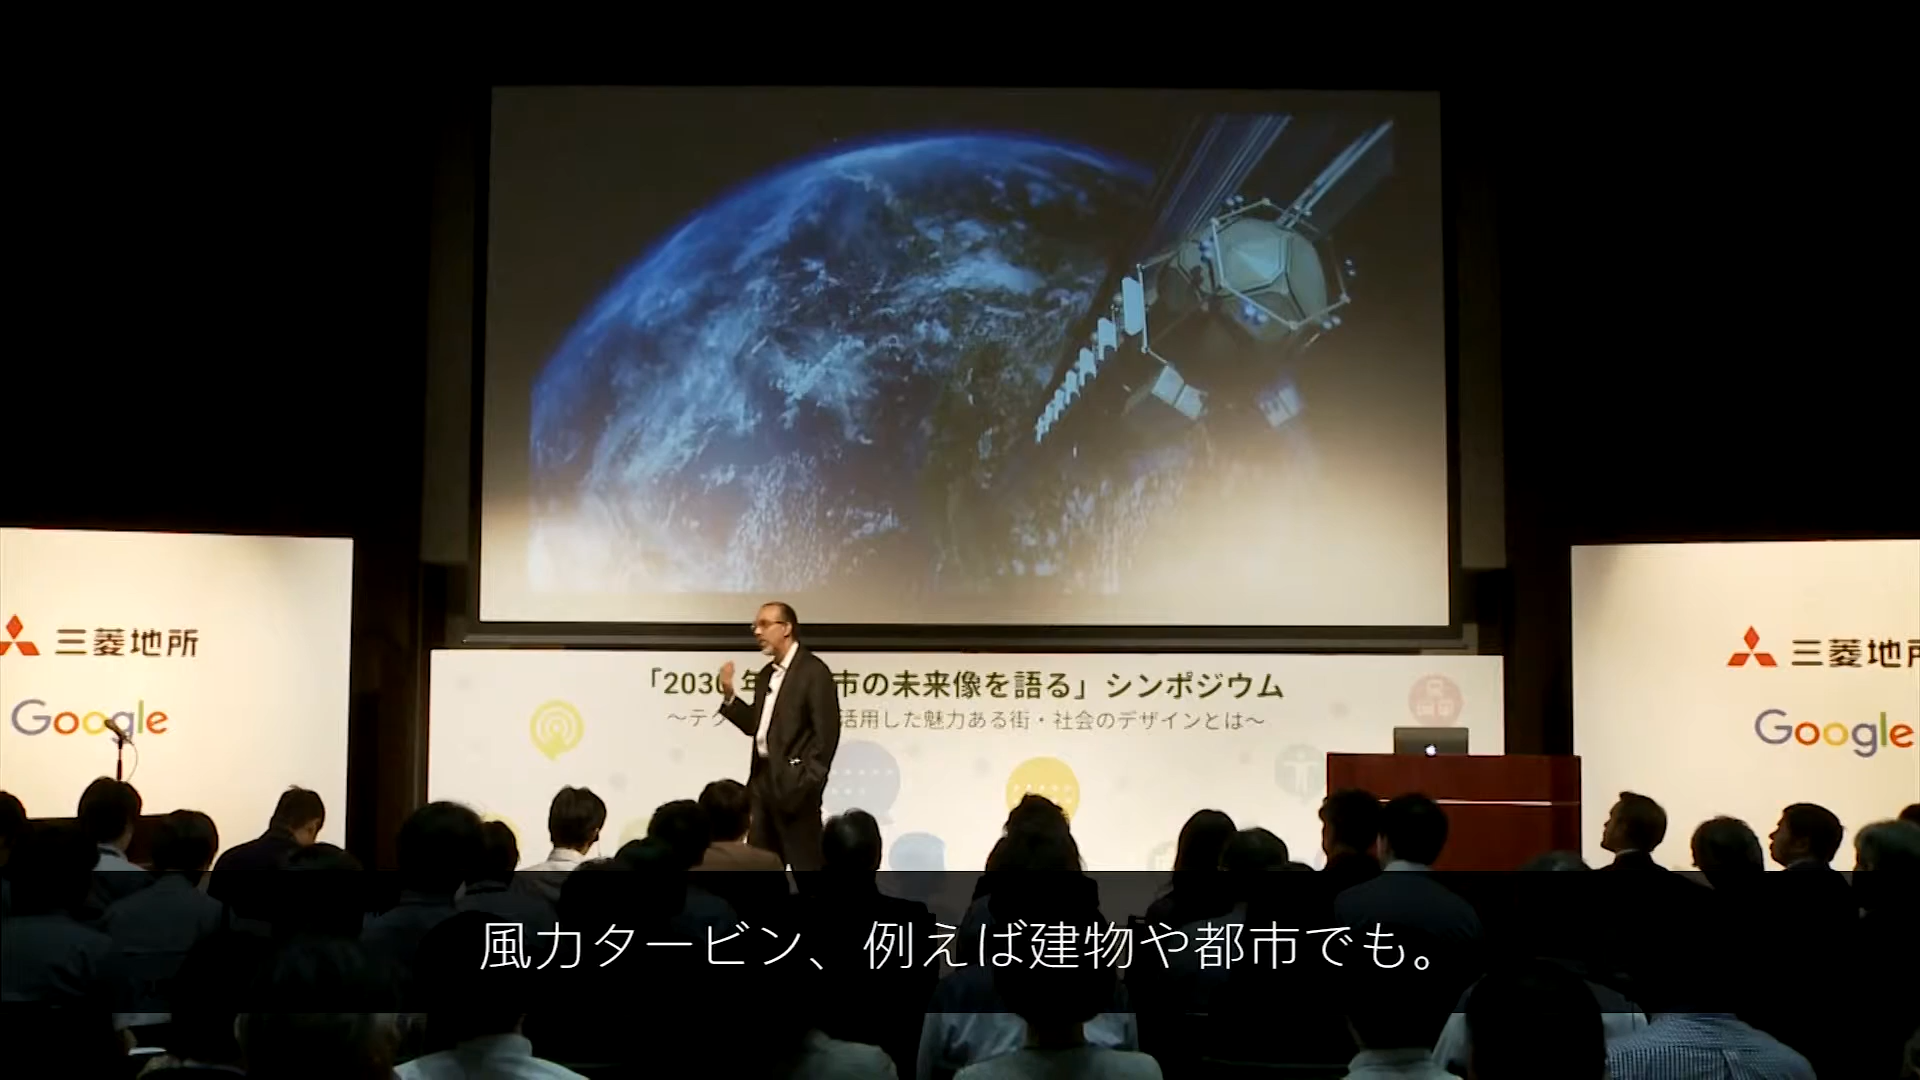 三菱地所
Google
「2030年 市の未来像を語る」シンポジウム
～テク 活用した魅力ある街・社会のデザインとは～
三菱地
Google
風力タービン、例えば建物や都市でも。